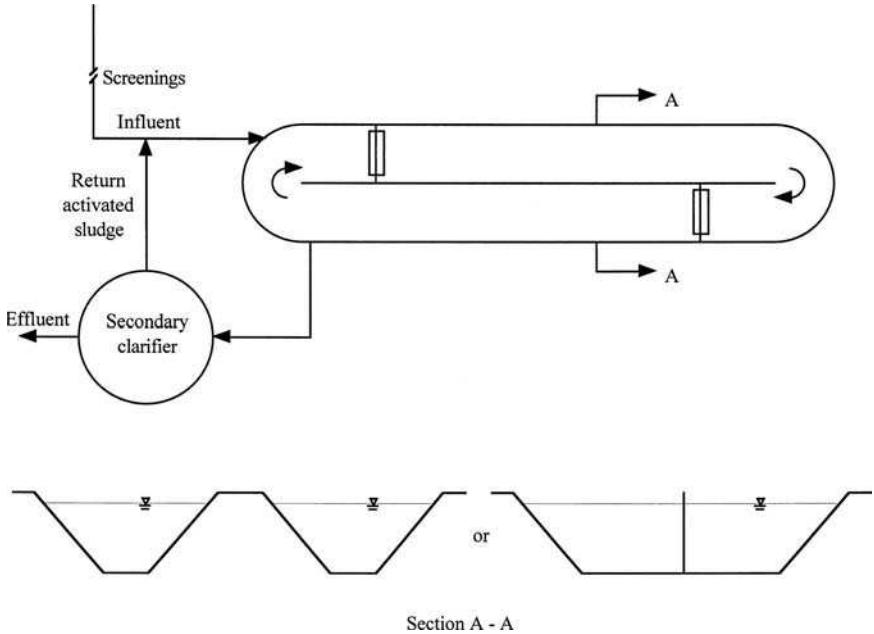 Screenings
A
Influent
Return
activated
sludge
A
Effluent
Secondary
clarifier
or
Section A - A